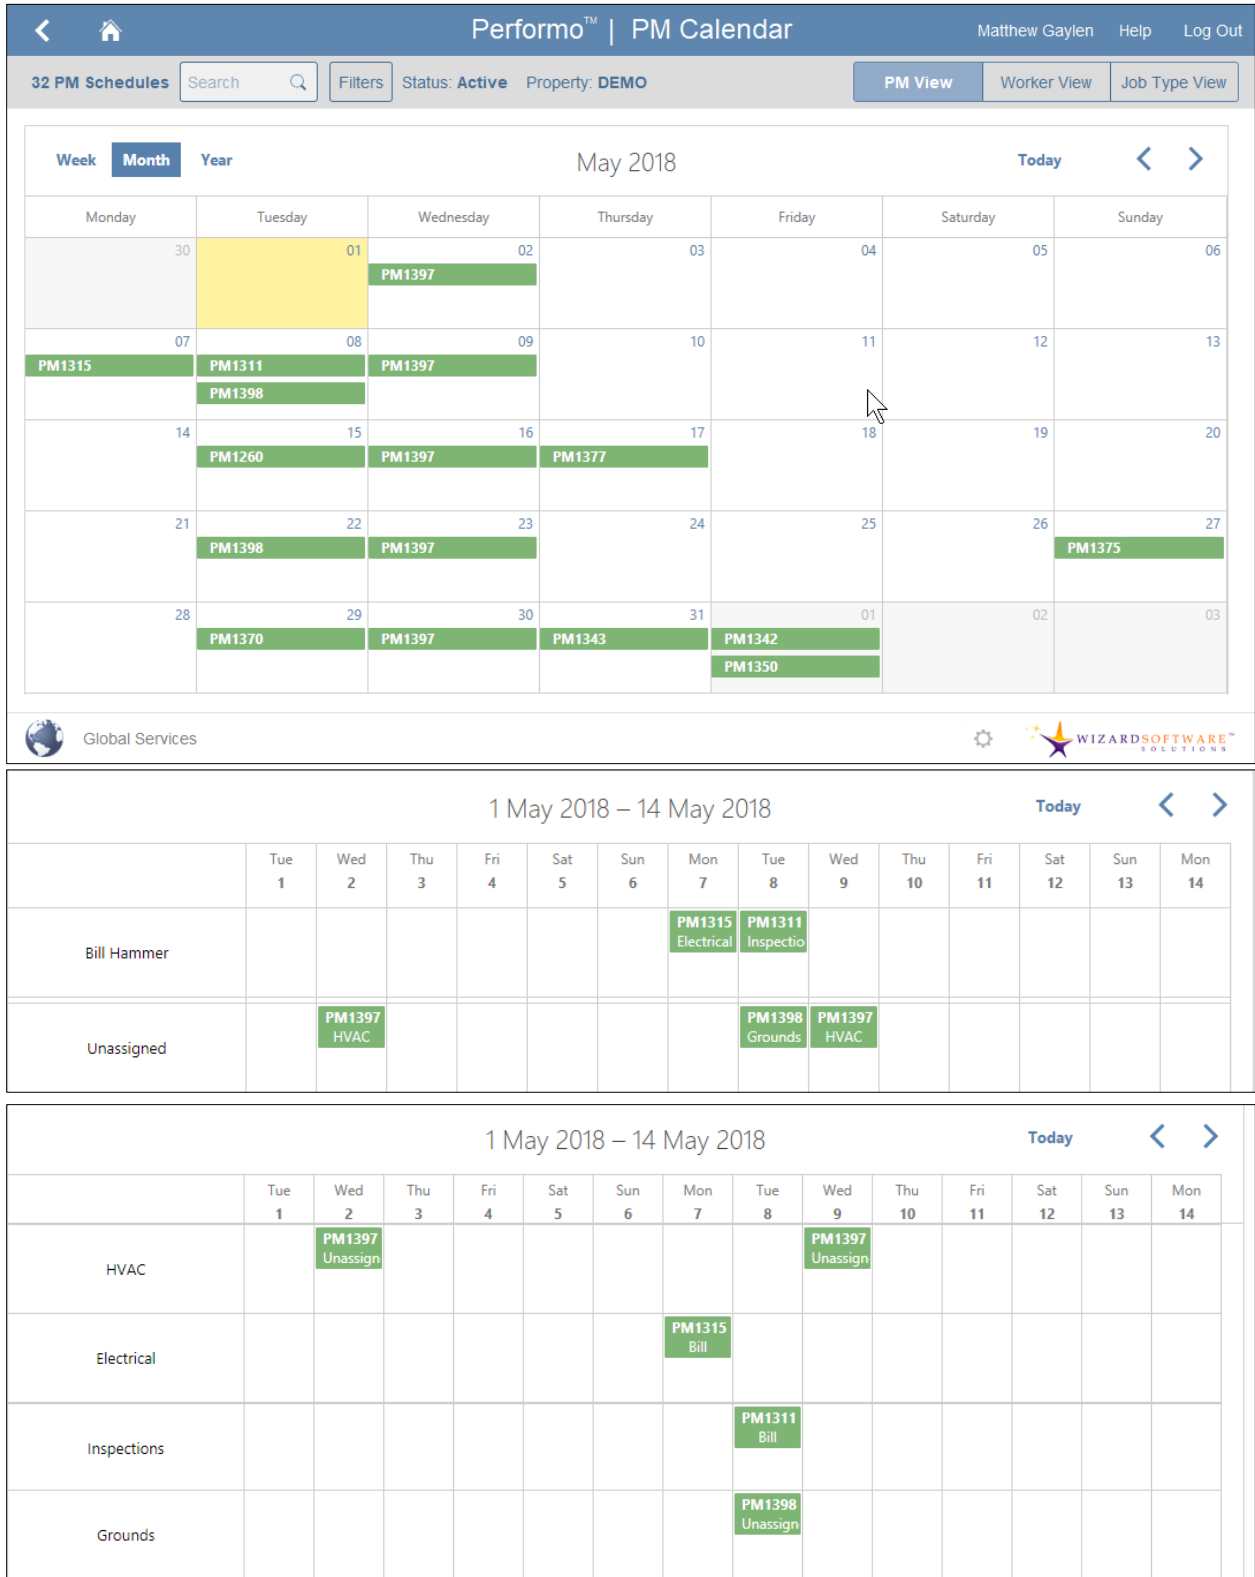 Performo™ | PM Calendar Matthew Gaylen Help Log Out
32 PM Schedules Search Filters Status: Active Property: DEMO PM View Worker View Job Type View
Week Month Year May 2018 Today
Monday Tuesday Wednesday Thursday Friday Saturday Sunday
30 01 02 03 04 05 06
PM1397
07 08 09 10 11 12 13
PM1315 PM1311 PM1397
PM1398
14 15 16 17 18 19 20
PM1260 PM1397 PM1377
21 22 23 24 25 26 27
PM1398 PM1397 PM1375
28 29 30 31 01 02 03
PM1370 PM1397 PM1343 PM1342
PM1350
Global Services WIZARDSOFTWARE™
SOLUTIONS
1 May 2018 – 14 May 2018 Today
Tue Wed Thu Fri Sat Sun Mon Tue Wed Thu Fri Sat Sun Mon
1 2 3 4 5 6 7 8 9 10 11 12 13 14
PM1315 PM1311
Electrical Inspectio
Bill Hammer
PM1397 PM1398 PM1397
HVAC Grounds HVAC
Unassigned
1 May 2018 – 14 May 2018 Today
Tue Wed Thu Fri Sat Sun Mon Tue Wed Thu Fri Sat Sun Mon
1 2 3 4 5 6 7 8 9 10 11 12 13 14
PM1397 PM1397
Unassign Unassign
HVAC
PM1315
Bill
Electrical
PM1311
Bill
Inspections
PM1398
Unassign
Grounds